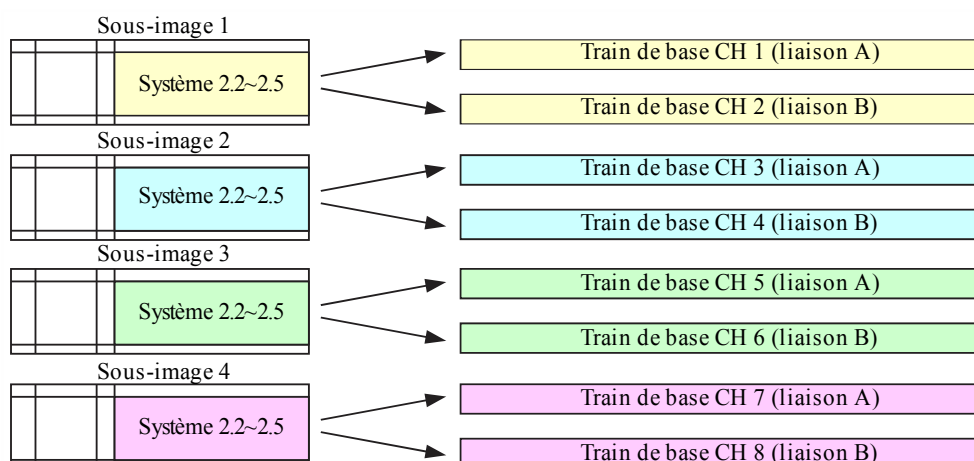 Sous-image 1
Système 2.2~2.5
Train de base CH 1 (liaison A)
Train de base CH 2 (liaison B)
Sous-image 2
Système 2.2~2.5
Train de base CH 3 (liaison A)
Train de base CH 4 (liaison B)
Sous-image 3
Système 2.2~2.5
Train de base CH 5 (liaison A)
Train de base CH 6 (liaison B)
Sous-image 4
Système 2.2~2.5
Train de base CH 7 (liaison A)
Train de base CH 8 (liaison B)